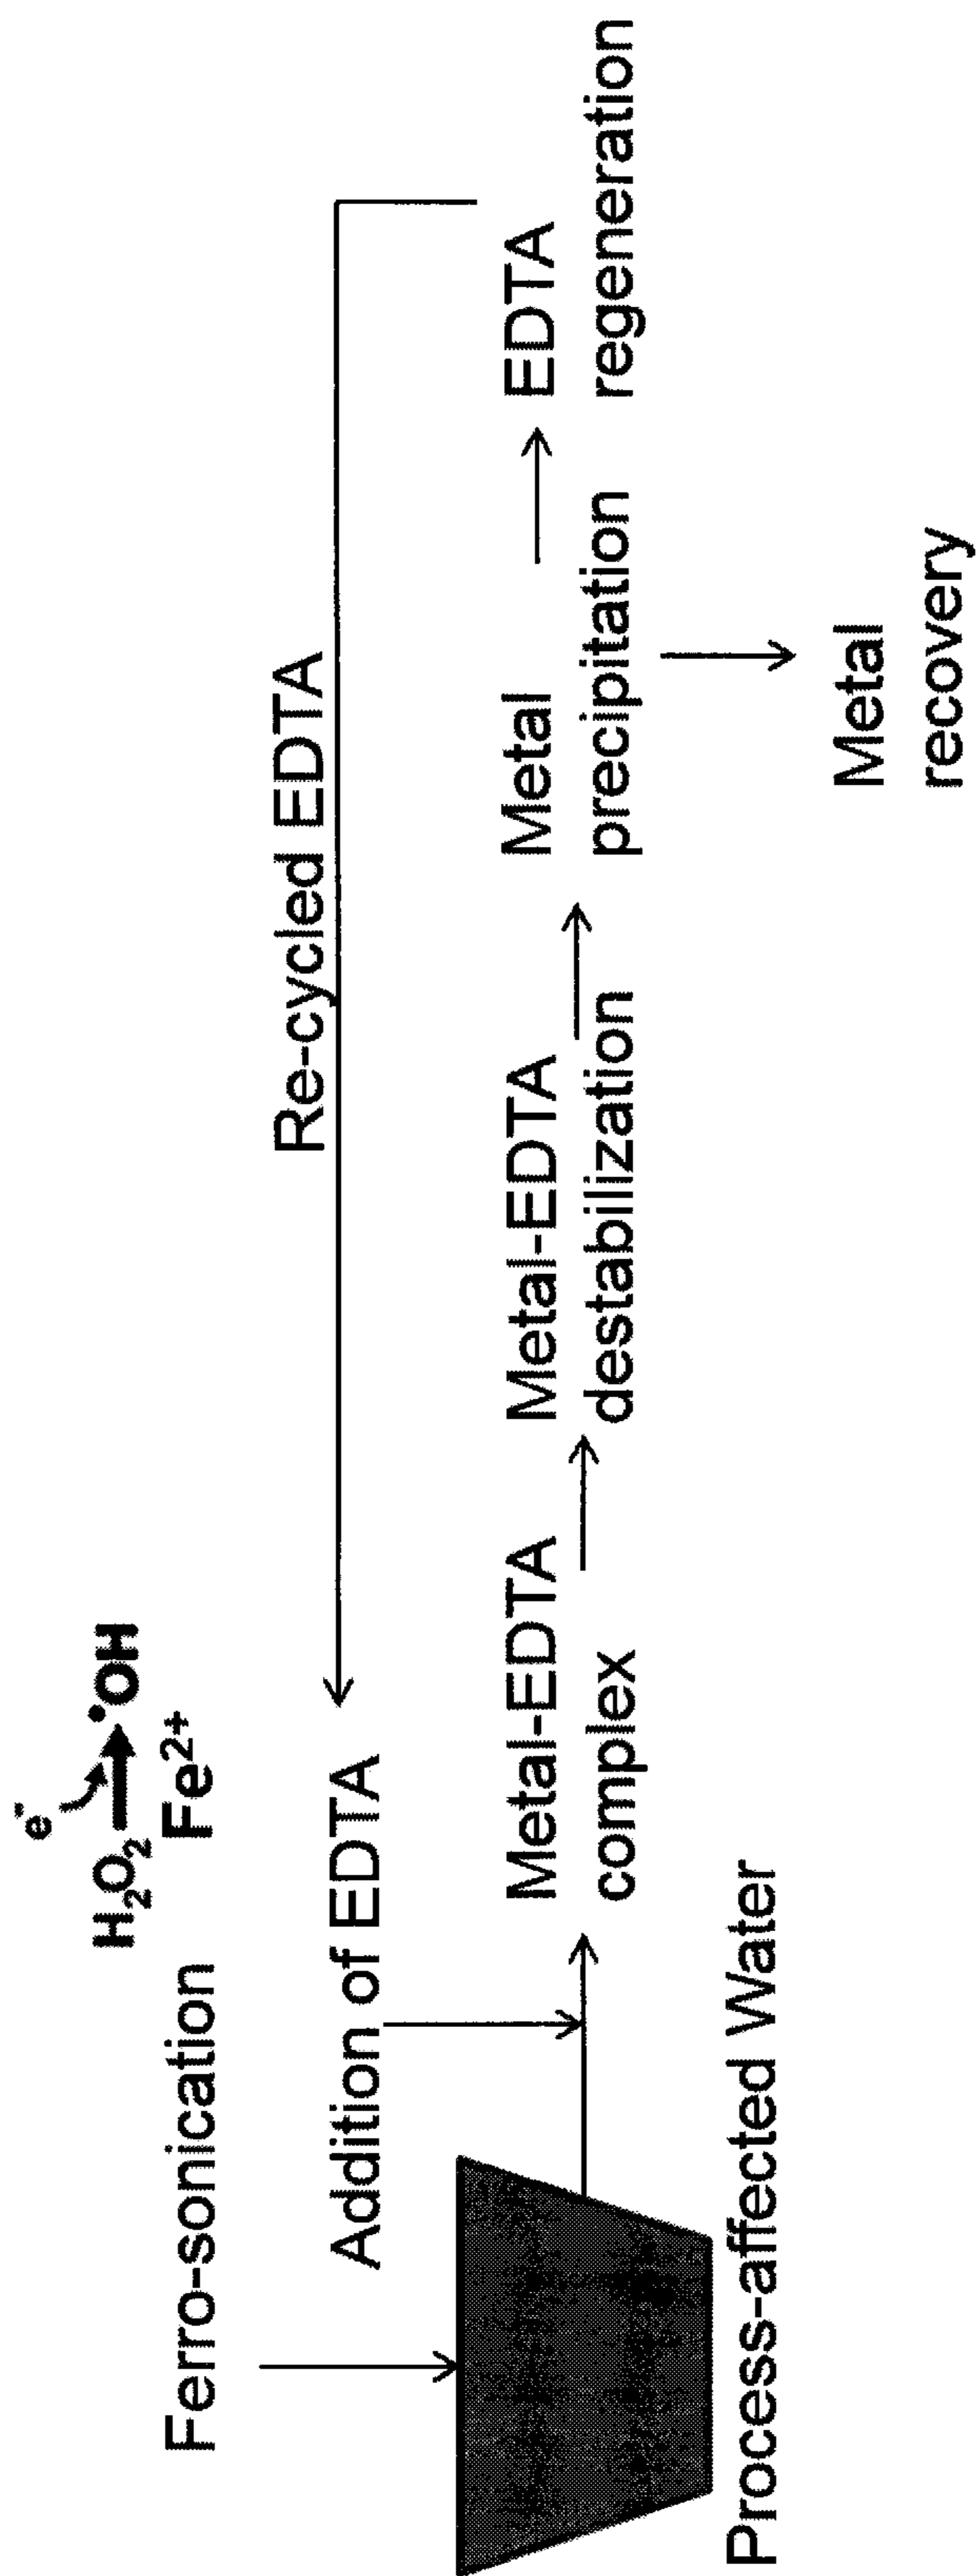 e-
H2O2 •OH
Fe2+
Ferro-sonication
Re-cycled EDTA
Addition of EDTA
Metal-EDTA
complex
Metal-EDTA
destabilization
Metal
precipitation
EDTA
regeneration
Process-affected Water
Metal
recovery